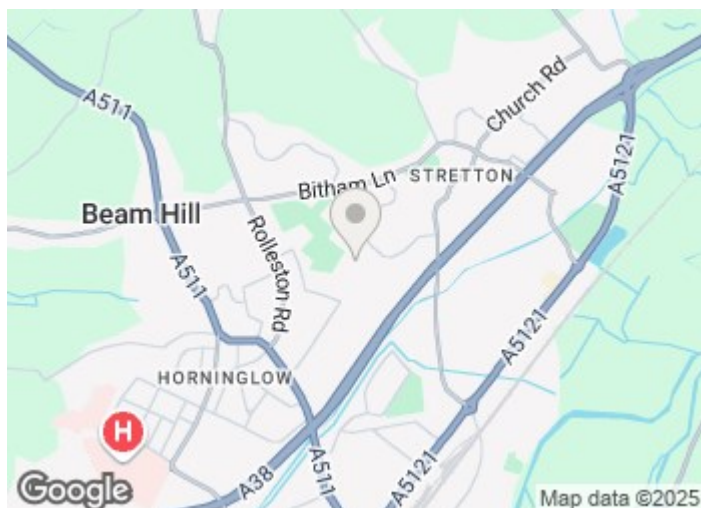 Church Rd
A511
A5121
Bitham Ln
STRETTON
Beam Hill
Rolleston Rd
A511
A5121
HORNINGLOW
H
A38
A511
A5121
Google
Map data ©2025